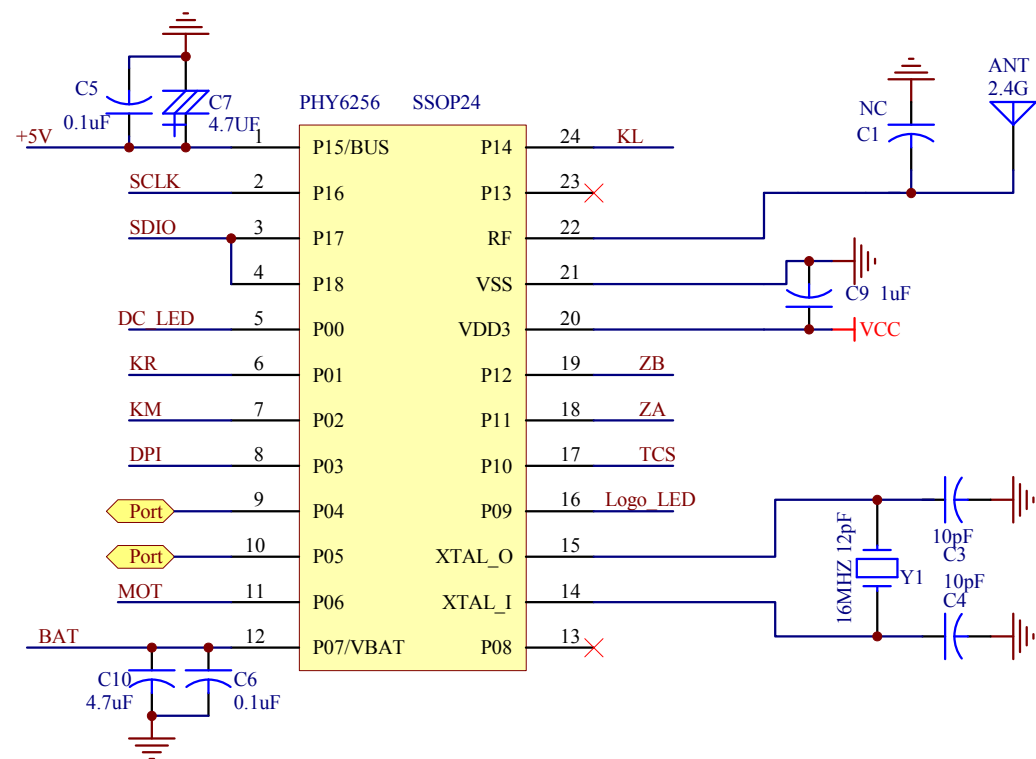 ANT
2.4G
C5
0.1uF
C7
4.7UF
PHY6256 SSOP24
NC
C1
+5V
1 P15/BUS P14 24 KL
SCLK 2 P16 P13 23
SDIO 3 P17 RF 22
4 P18 VSS 21
C9 1uF
DC_LED 5 P00 VDD3 20 VCC
KR 6 P01 P12 19 ZB
KM 7 P02 P11 18 ZA
DPI 8 P03 P10 17 TCS
Port 9 P04 P09 16 Logo_LED
Port 10 P05 XTAL_O 15
MOT 11 P06 XTAL_I 14
BAT 12 P07/VBAT P08 13
10pF
C3
16MHZ 12pF
Y1
10pF
C4
C10
4.7uF
C6
0.1uF